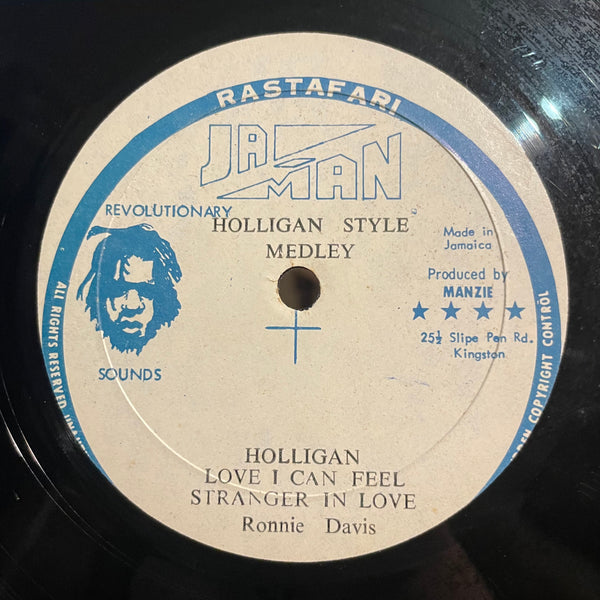 RASTAFARI
JA-MAN
REVOLUTIONARY
SOUNDS
HOLLIGAN STYLE
MEDLEY
Made in
Jamaica
Produced by
MANZIE
★ ★ ★ ★
25½ Slipe Pen Rd.
Kingston
ALL RIGHTS RESERVED
COPYRIGHT CONTROL
HOLLIGAN
LOVE I CAN FEEL
STRANGER IN LOVE
Ronnie Davis